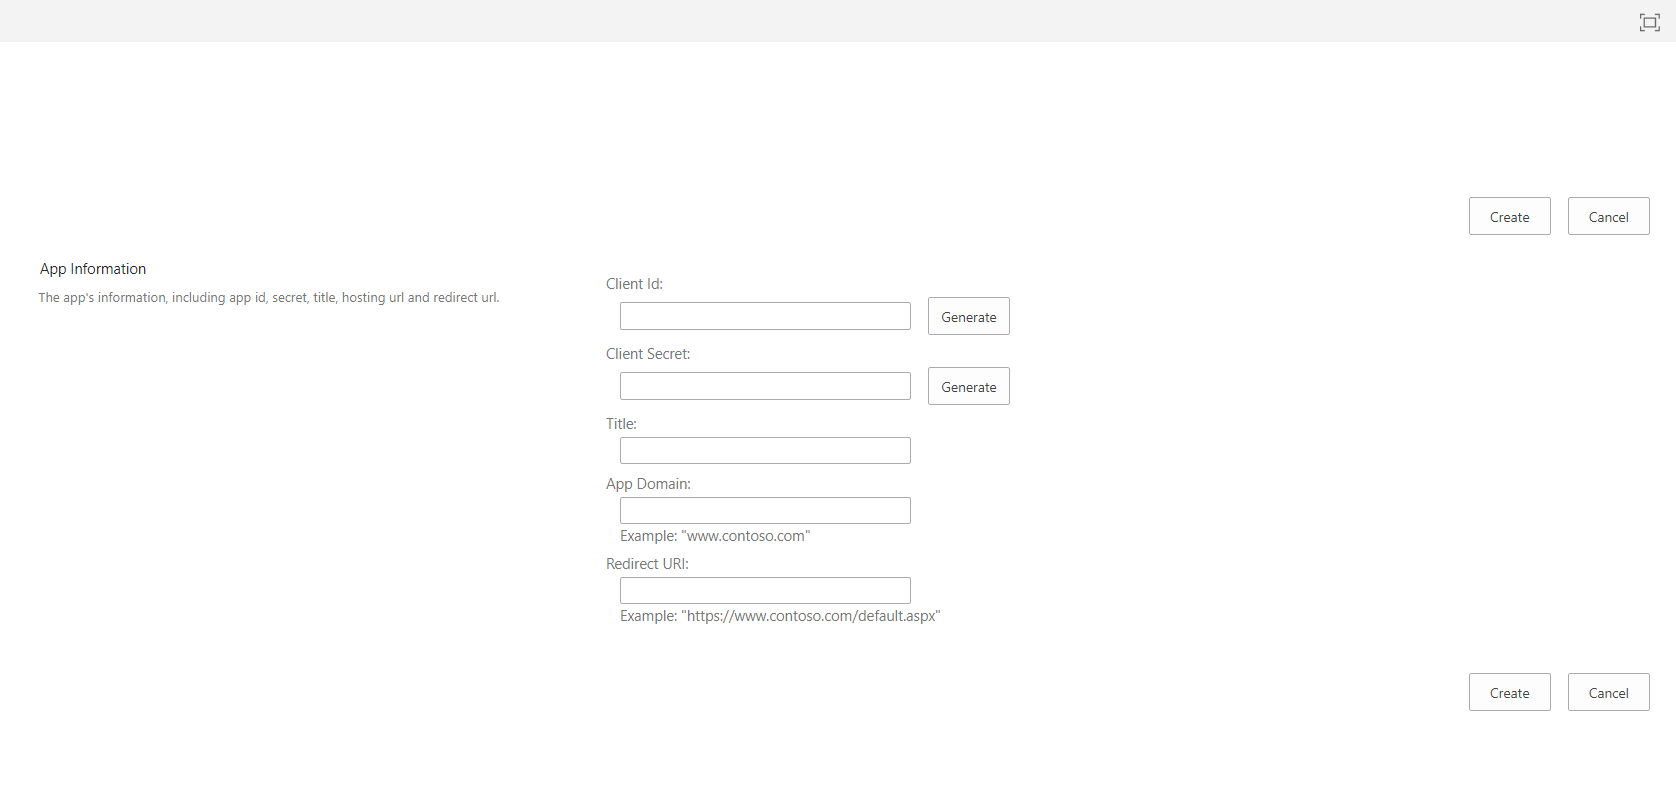 Create Cancel
App Information
The app's information, including app id, secret, title, hosting url and redirect url.
Client Id:
Generate
Client Secret:
Generate
Title:
App Domain:
Example: "www.contoso.com"
Redirect URI:
Example: "https://www.contoso.com/default.aspx"
Create Cancel